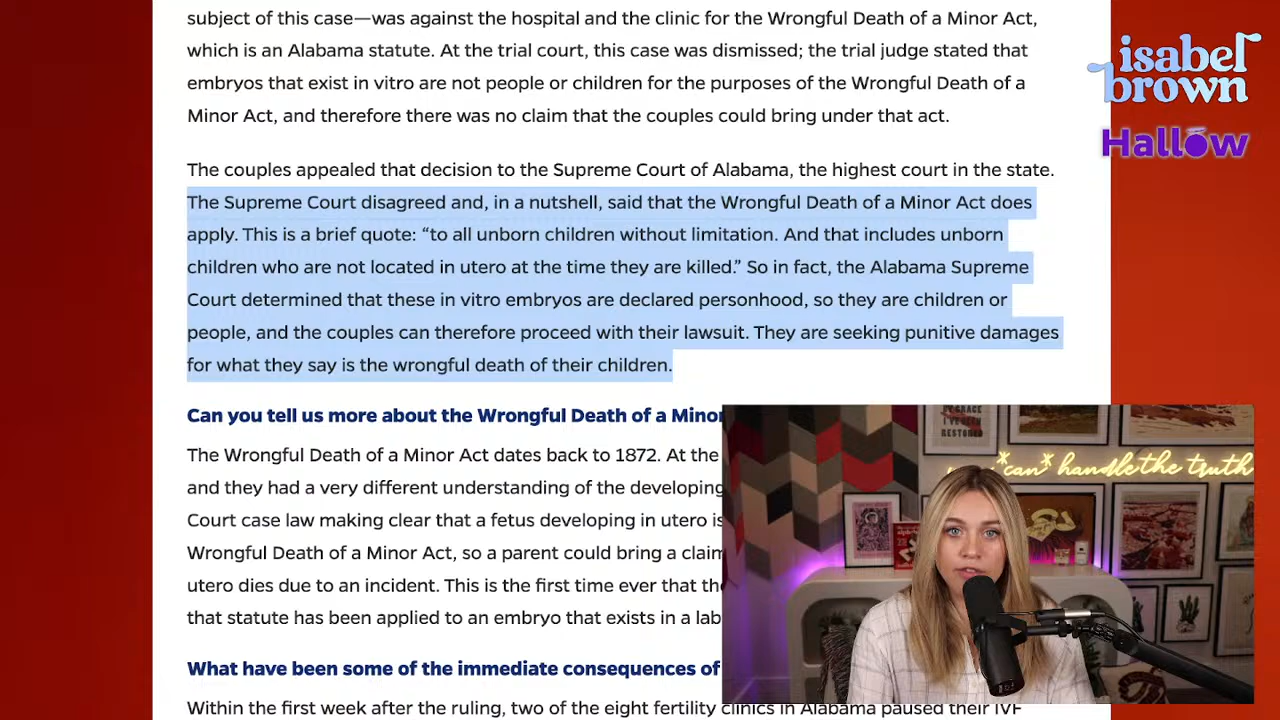 subject of this case—was against the hospital and the clinic for the Wrongful Death of a Minor Act,
which is an Alabama statute. At the trial court, this case was dismissed; the trial judge stated that
embryos that exist in vitro are not people or children for the purposes of the Wrongful Death of a
Minor Act, and therefore there was no claim that the couples could bring under that act.
The couples appealed that decision to the Supreme Court of Alabama, the highest court in the state.
The Supreme Court disagreed and, in a nutshell, said that the Wrongful Death of a Minor Act does
apply. This is a brief quote: “to all unborn children without limitation. And that includes unborn
children who are not located in utero at the time they are killed.” So in fact, the Alabama Supreme
Court determined that these in vitro embryos are declared personhood, so they are children or
people, and the couples can therefore proceed with their lawsuit. They are seeking punitive damages
for what they say is the wrongful death of their children.
Can you tell us more about the Wrongful Death of a Minor
The Wrongful Death of a Minor Act dates back to 1872. At the
and they had a very different understanding of the developing
Court case law making clear that a fetus developing in utero is
Wrongful Death of a Minor Act, so a parent could bring a claim
utero dies due to an incident. This is the first time ever that the
that statute has been applied to an embryo that exists in a lab
What have been some of the immediate consequences of
Within the first week after the ruling, two of the eight fertility clinics in Alabama paused their IVF
isabel
brown
Hallow
GRACE
RESTORED
*can* handle the truth